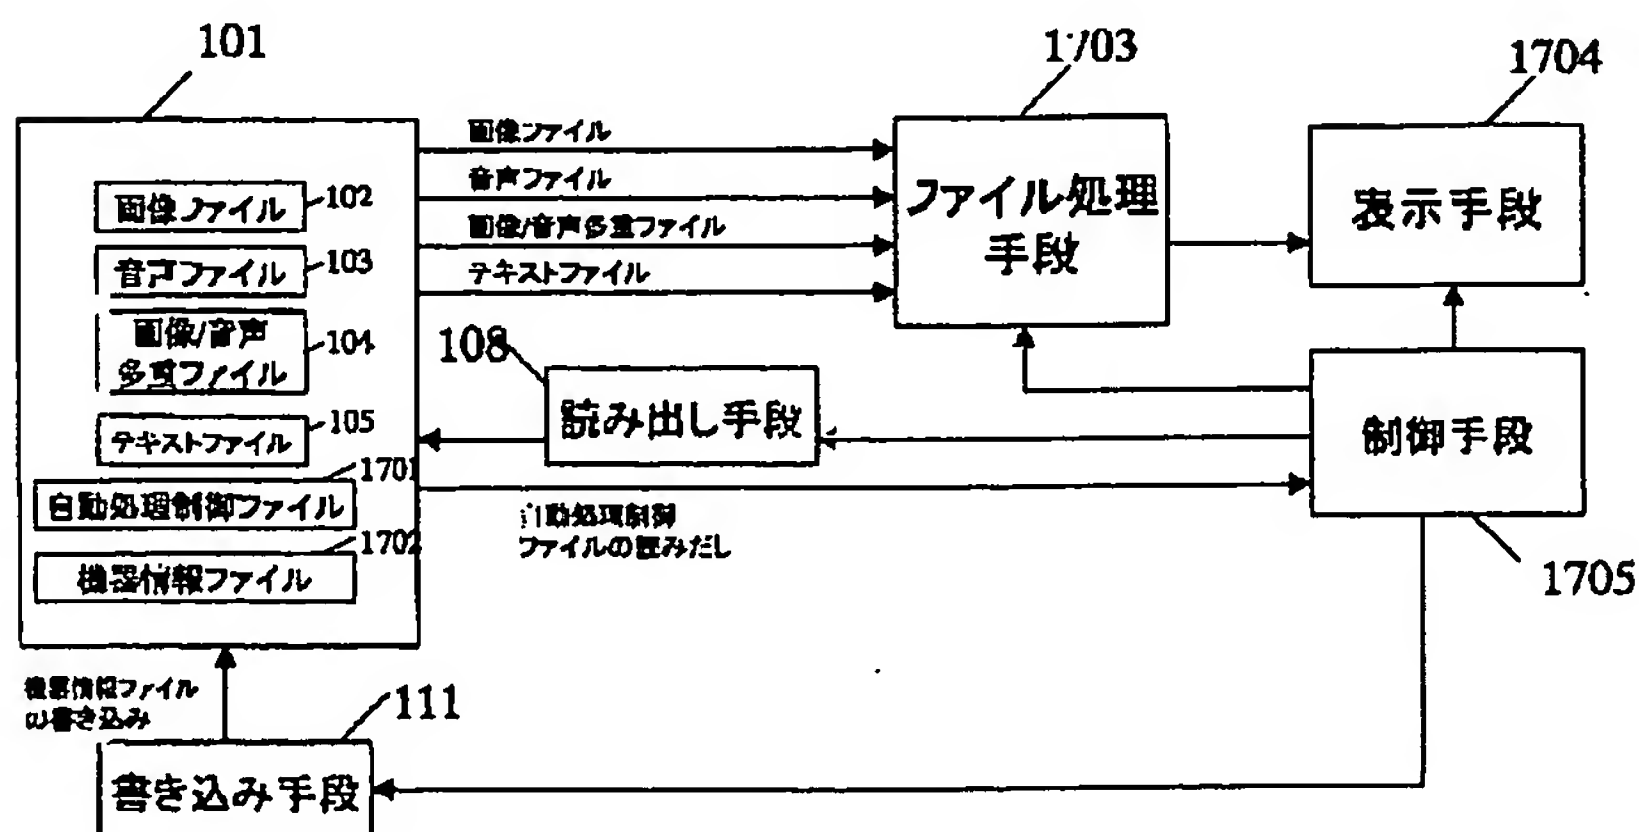 101
1703
1704
画像ファイル
音声ファイル
画像/音声多重ファイル
テキストファイル
画像ファイル
102
音声ファイル
103
画像/音声
多重ファイル
104
テキストファイル
105
自動処理制御ファイル
1701
機器情報ファイル
1702
ファイル処理
手段
表示手段
108
読み出し手段
制御手段
1705
自動処理制御
ファイルの読みだし
機器情報ファイル
の書き込み
111
書き込み手段